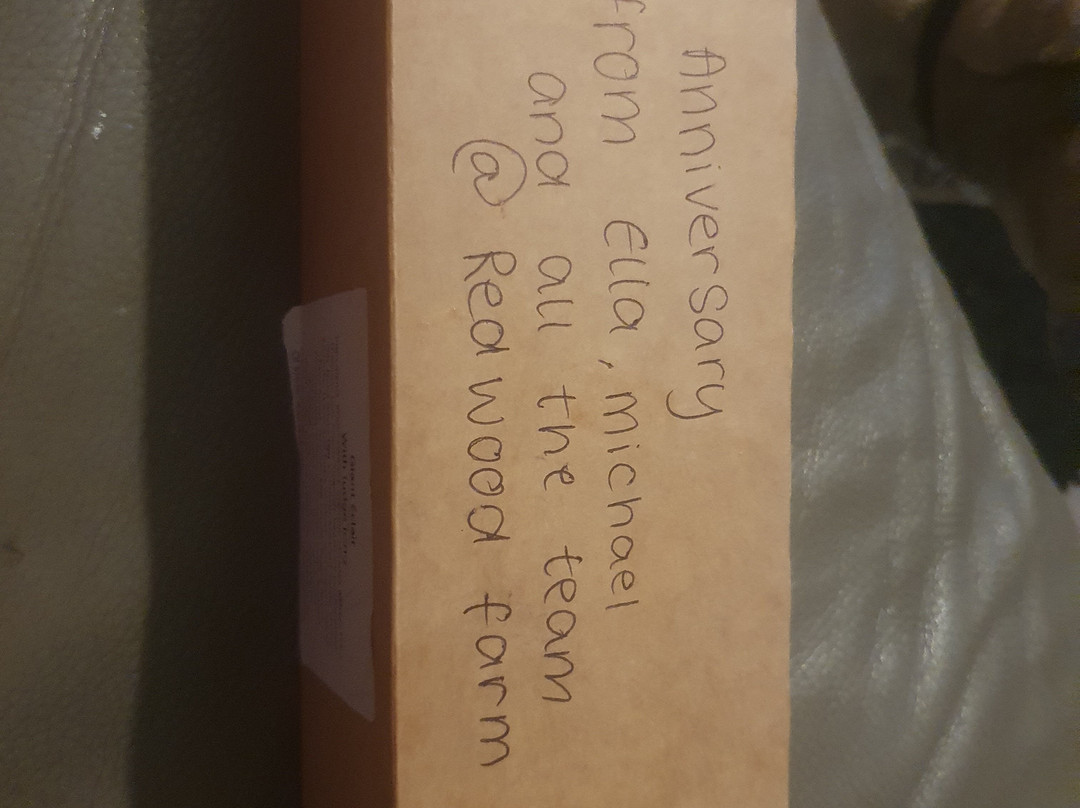 Anniversary
from Ella, michael
and all the team
@ Redwood farm